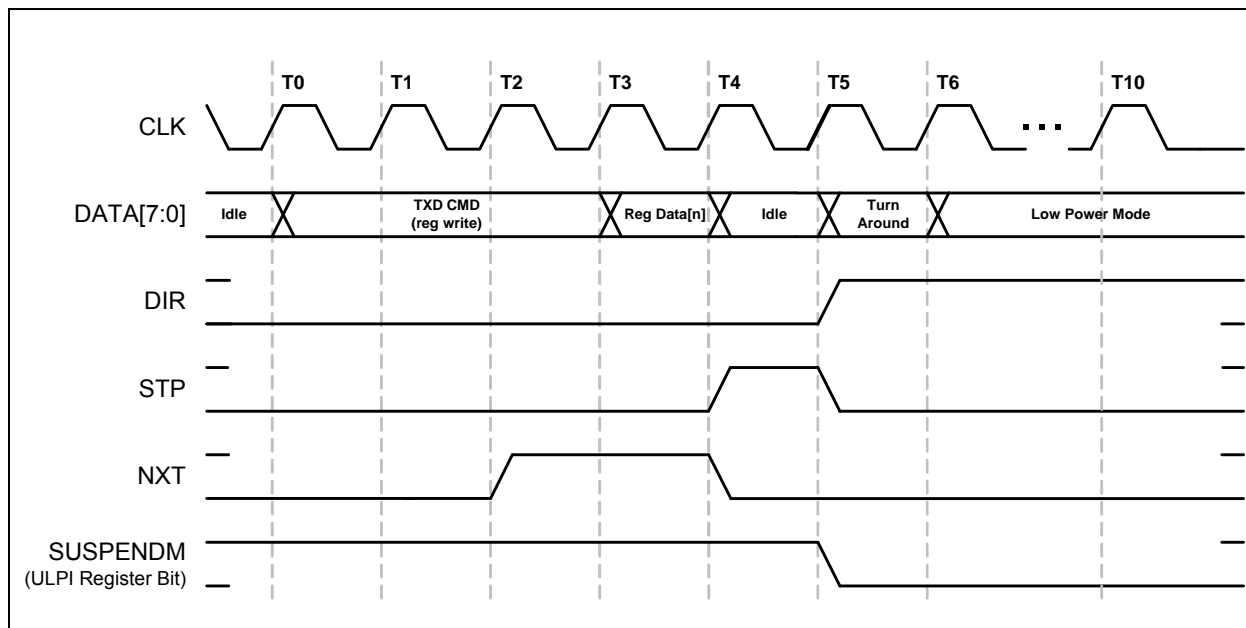 T0 T1 T2 T3 T4 T5 T6 T10
CLK
...
DATA[7:0] Idle TXD CMD Reg Data[n] Idle Turn Low Power Mode
(reg write) Around
DIR
STP
NXT
SUSPENDM
(ULPI Register Bit)